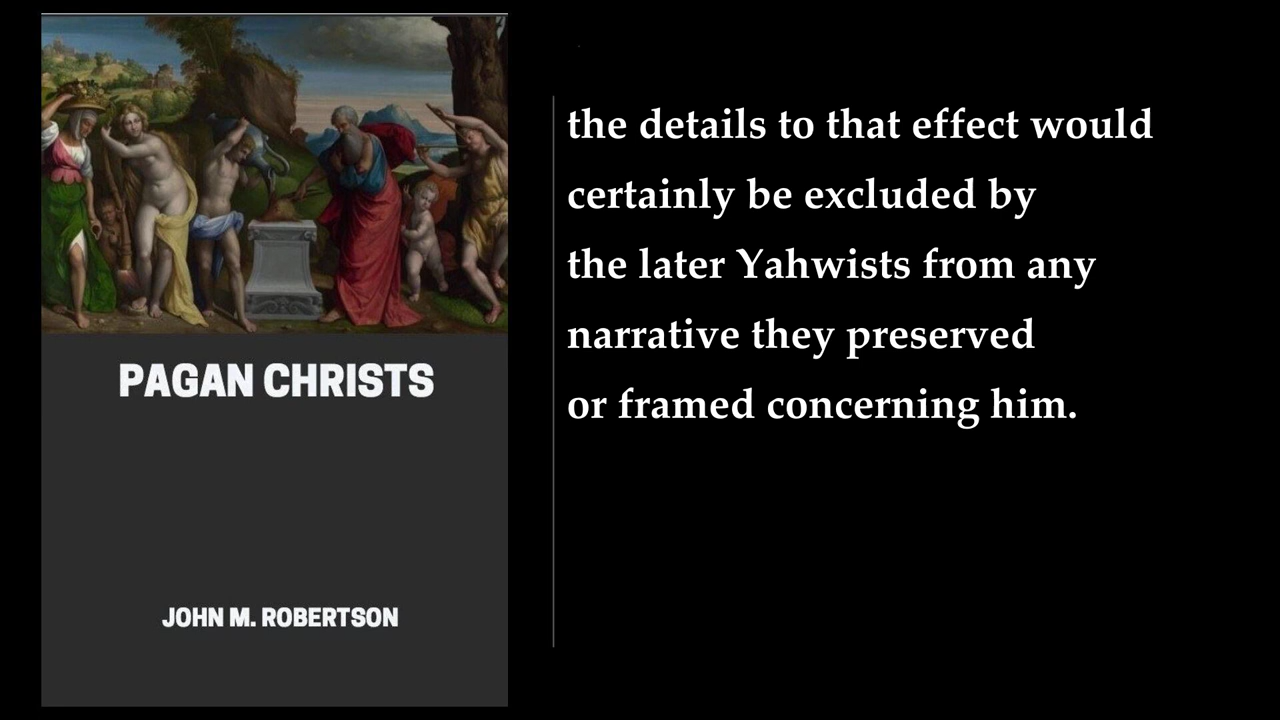 PAGAN CHRISTS
JOHN M. ROBERTSON
the details to that effect would
certainly be excluded by
the later Yahwists from any
narrative they preserved
or framed concerning him.